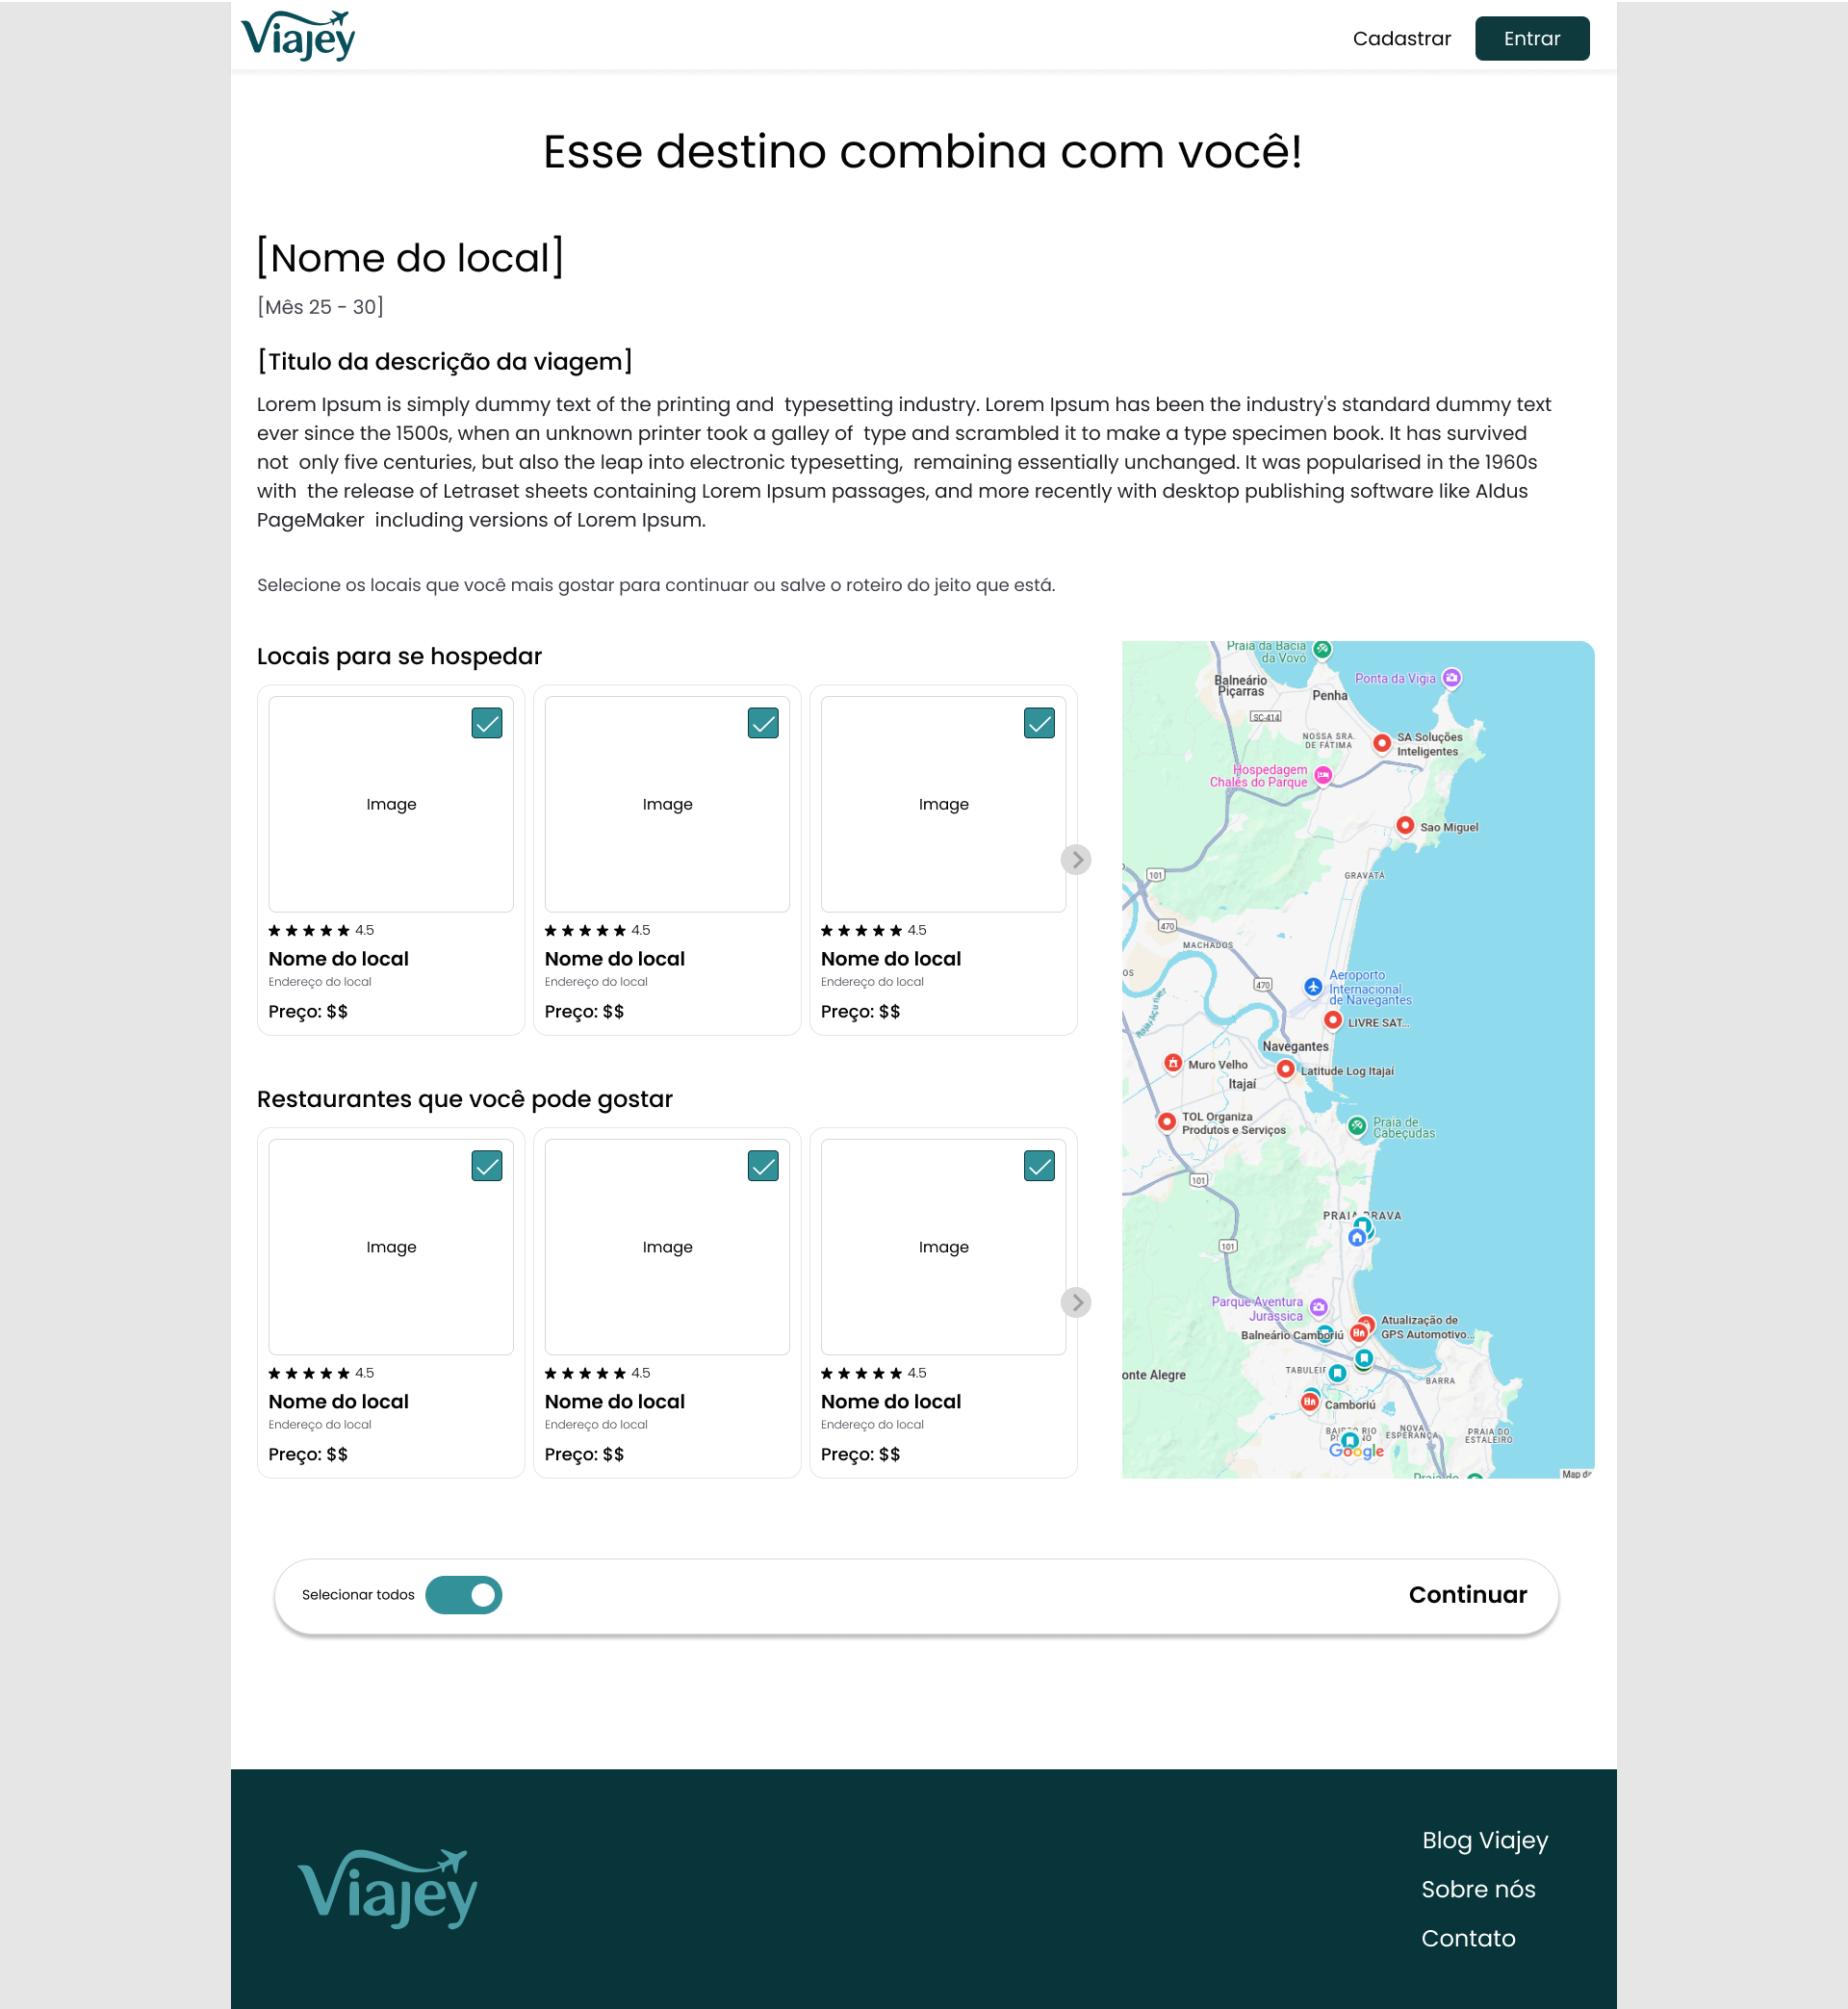 Viajey
Cadastrar
Entrar
Esse destino combina com você!
[Nome do local]
[Mês 25 - 30]
[Titulo da descrição da viagem]
Lorem Ipsum is simply dummy text of the printing and  typesetting industry. Lorem Ipsum has been the industry's standard dummy text
ever since the 1500s, when an unknown printer took a galley of  type and scrambled it to make a type specimen book. It has survived
not  only five centuries, but also the leap into electronic typesetting,  remaining essentially unchanged. It was popularised in the 1960s
with  the release of Letraset sheets containing Lorem Ipsum passages, and more recently with desktop publishing software like Aldus
PageMaker  including versions of Lorem Ipsum.
Selecione os locais que você mais gostar para continuar ou salve o roteiro do jeito que está.
Locais para se hospedar
Image
Image
Image
4.5
4.5
4.5
Nome do local
Nome do local
Nome do local
Endereço do local
Endereço do local
Endereço do local
Preço: $$
Preço: $$
Preço: $$
Restaurantes que você pode gostar
Image
Image
Image
4.5
4.5
4.5
Nome do local
Nome do local
Nome do local
Endereço do local
Endereço do local
Endereço do local
Preço: $$
Preço: $$
Preço: $$
Praia da Bacia
da Vovó
Balneário
Piçarras
Penha
Ponta da Vigia
SC-414
NOSSA SRA.
DE FÁTIMA
SA Soluções
Inteligentes
Hospedagem
Chalés do Parque
Sao Miguel
GRAVATÁ
101
470
MACHADOS
OS
470
Aeroporto
Internacional
de Navegantes
Itajaí-Açu river
LIVRE SAT...
Navegantes
Muro Velho
Latitude Log Itajaí
Itajaí
TOL Organiza
Produtos e Serviços
Praia de
Cabeçudas
101
PRAIA BRAVA
101
Parque Aventura
Jurássica
Atualização de
GPS Automotivo...
Balneário Camboriú
TABULEIR
onte Alegre
BARRA
Camboriú
NOVA
ESPERANÇA
PRAIA DO
ESTALEIRO
RIO
Google
Praia do
Map da
Selecionar todos
Continuar
Viajey
Blog Viajey
Sobre nós
Contato